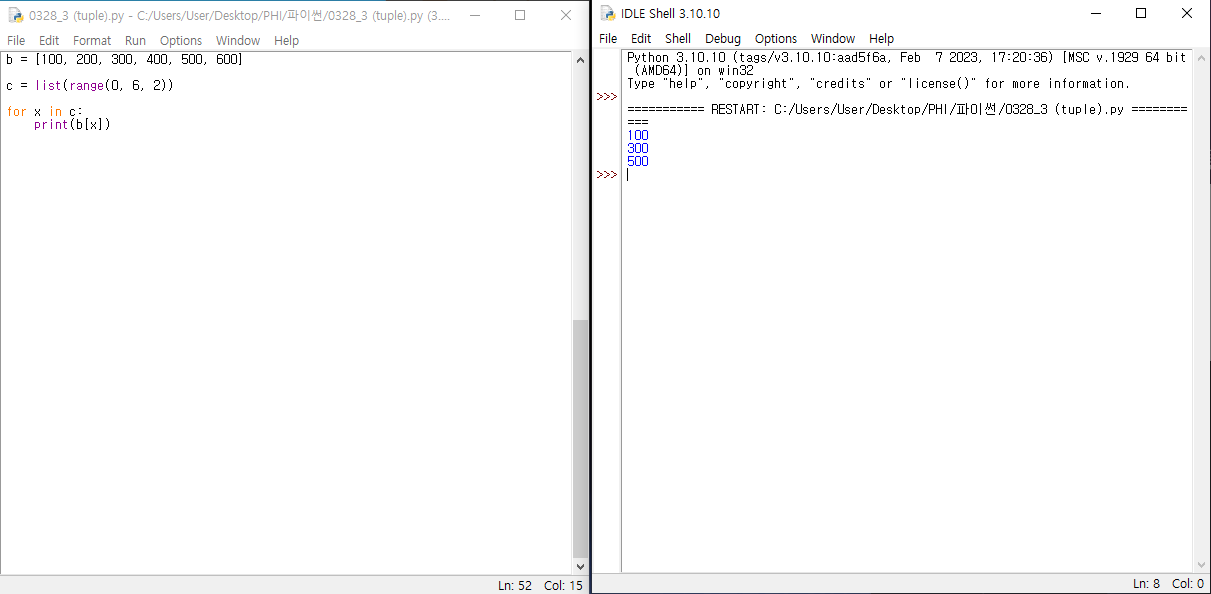 0328_3 (tuple).py - C:/Users/User/Desktop/PHI/파이썬/0328_3 (tuple).py (3....
File Edit Format Run Options Window Help
b = [100, 200, 300, 400, 500, 600]
c = list(range(0, 6, 2))
for x in c:
    print(b[x])
Ln: 52 Col: 15
IDLE Shell 3.10.10
File Edit Shell Debug Options Window Help
Python 3.10.10 (tags/v3.10.10:aad5f6a, Feb  7 2023, 17:20:36) [MSC v.1929 64 bit
 (AMD64)] on win32
Type "help", "copyright", "credits" or "license()" for more information.
>>>
=========== RESTART: C:/Users/User/Desktop/PHI/파이썬/0328_3 (tuple).py ========
===
100
300
500
>>>
Ln: 8 Col: 0